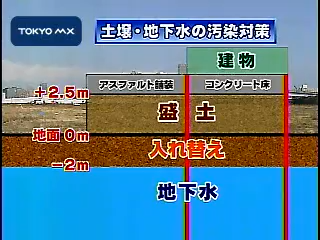 TOKYO MX
土壌・地下水の汚染対策
建物
アスファルト舗装
コンクリート床
+2.5m
盛土
地面 0m
入れ替え
-2m
地下水